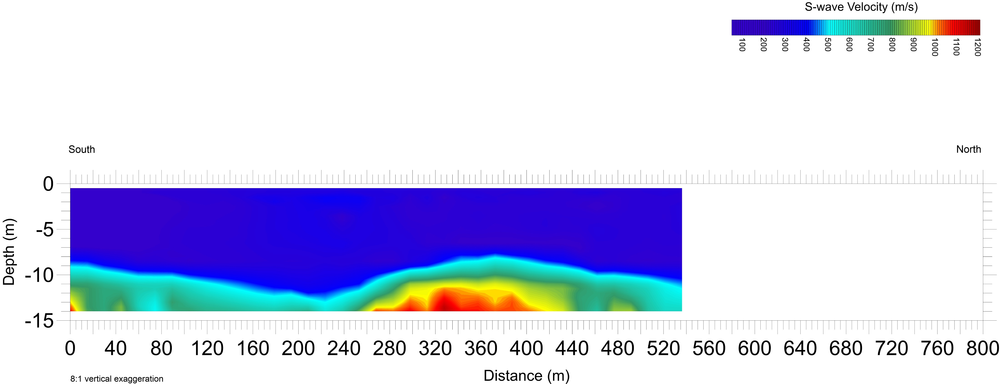 S-wave Velocity (m/s)
100 200 300 400 500 600 700 800 900 1000 1100 1200
South North
0
-5
-10
-15
Depth (m)
0 40 80 120 160 200 240 280 320 360 400 440 480 520 560 600 640 680 720 760 800
Distance (m)
8:1 vertical exaggeration